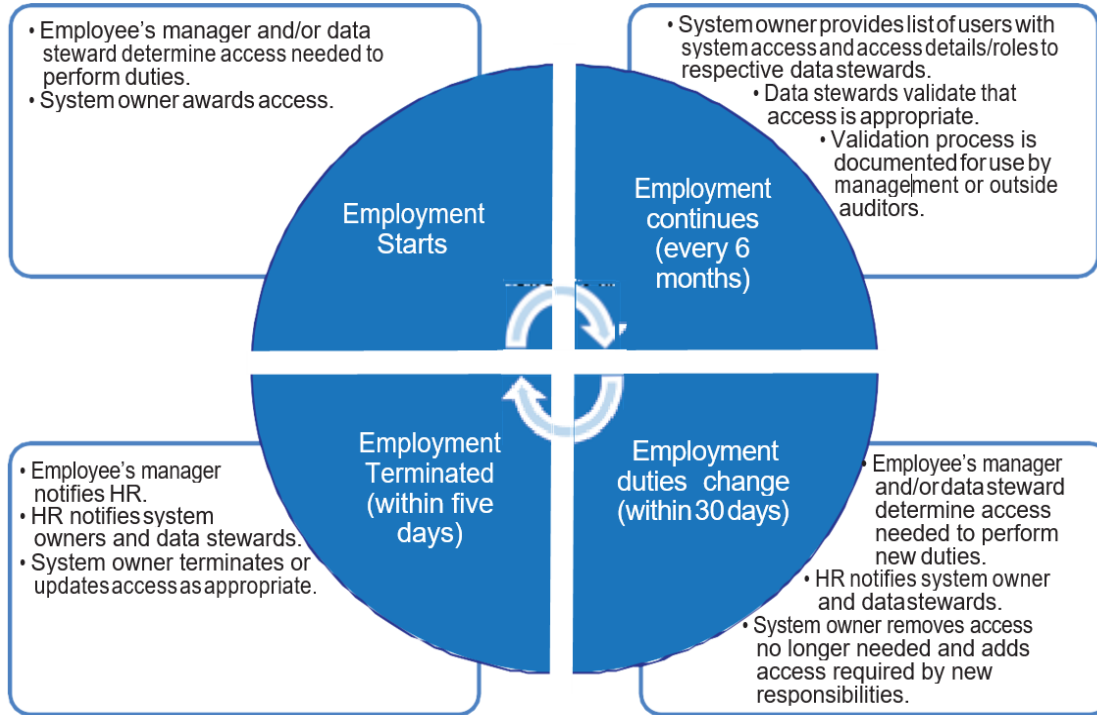 • Employee's manager and/or data
steward determine access needed to
perform duties.
• System owner awards access.
• System owner provides list of users with
system access and access details/roles to
respective data stewards.
• Data stewards validate that
access is appropriate.
• Validation process is
documented for use by
management or outside
auditors.
Employment
Starts
Employment
continues
(every 6
months)
Employment
Terminated
(within five
days)
Employment
duties change
(within 30 days)
• Employee's manager
notifies HR.
• HR notifies system
owners and data stewards.
• System owner terminates or
updates access as appropriate.
• Employee's manager
and/or data steward
determine access
needed to perform
new duties.
• HR notifies system owner
and data stewards.
• System owner removes access
no longer needed and adds
access required by new
responsibilities.